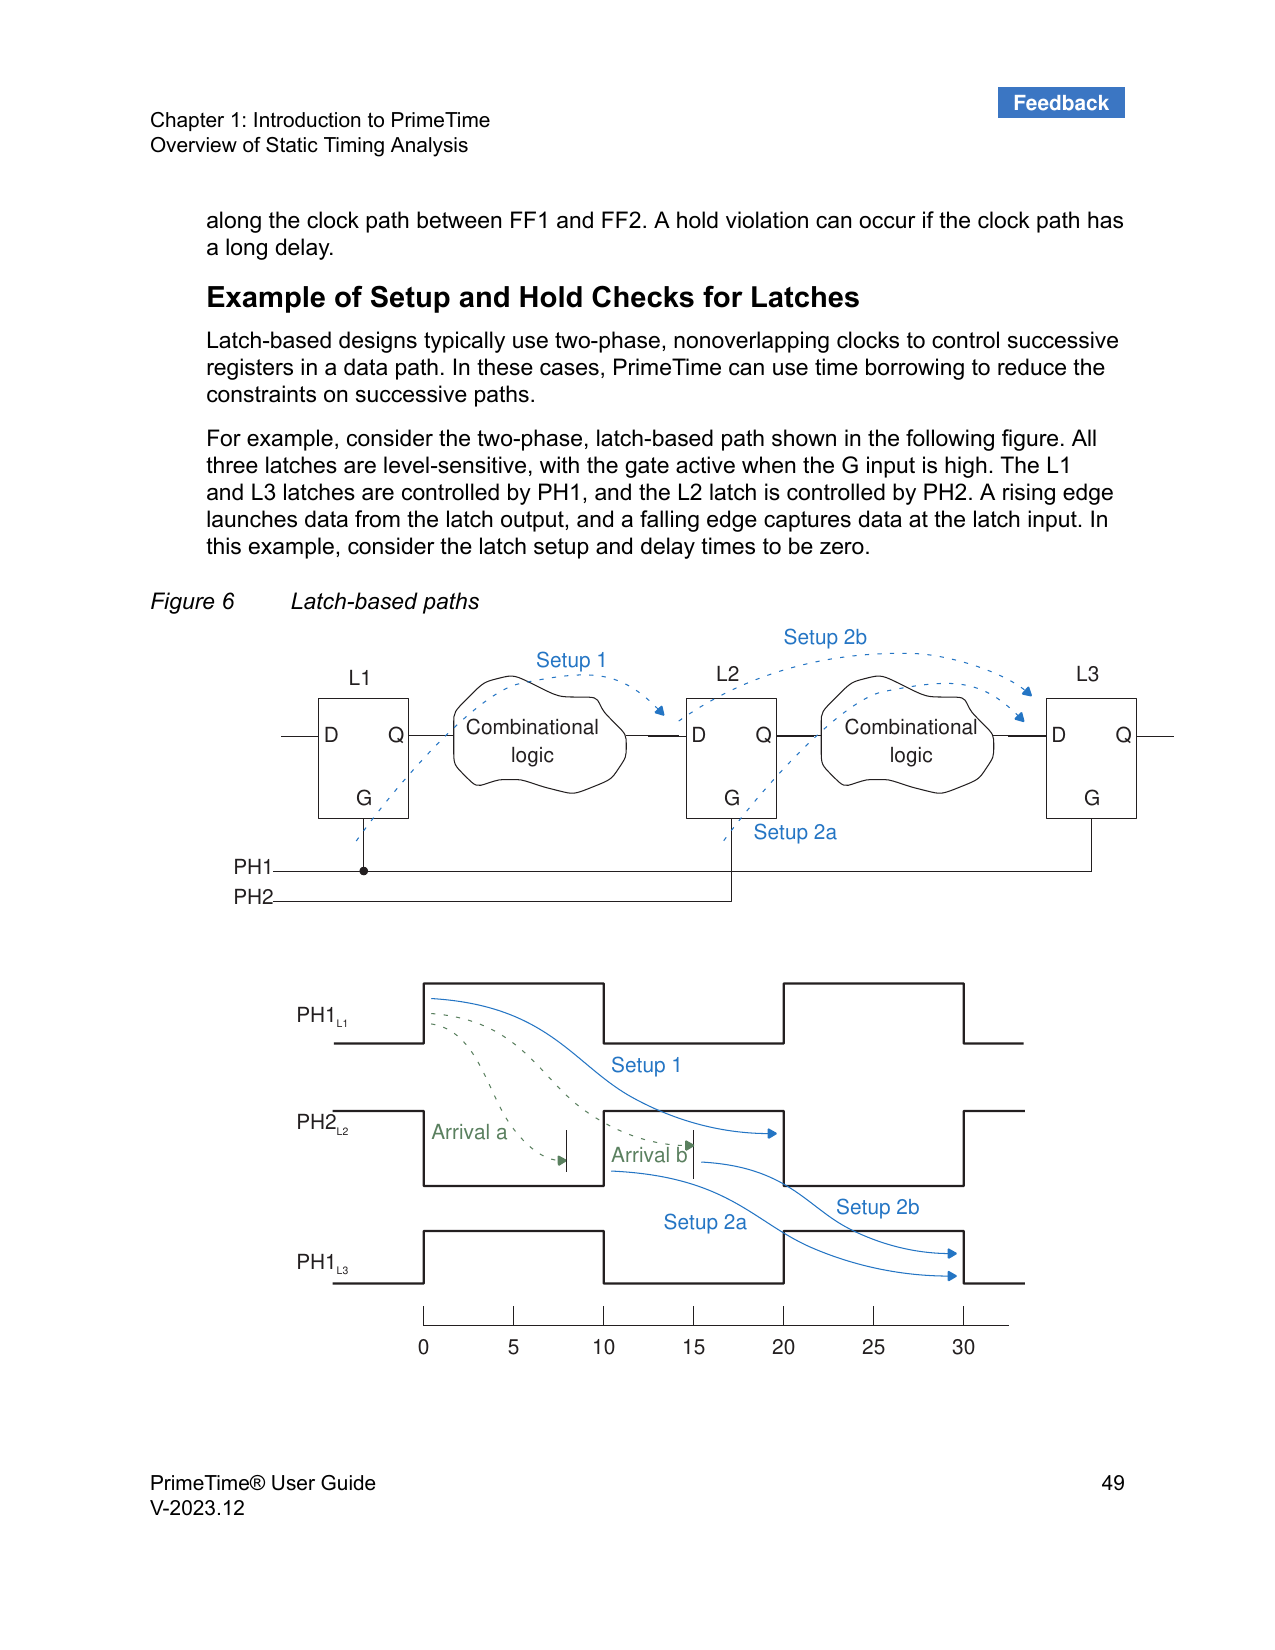 Feedback
Chapter 1: Introduction to PrimeTime
Overview of Static Timing Analysis
along the clock path between FF1 and FF2. A hold violation can occur if the clock path has
a long delay.
Example of Setup and Hold Checks for Latches
Latch-based designs typically use two-phase, nonoverlapping clocks to control successive
registers in a data path. In these cases, PrimeTime can use time borrowing to reduce the
constraints on successive paths.
For example, consider the two-phase, latch-based path shown in the following figure. All
three latches are level-sensitive, with the gate active when the G input is high. The L1
and L3 latches are controlled by PH1, and the L2 latch is controlled by PH2. A rising edge
launches data from the latch output, and a falling edge captures data at the latch input. In
this example, consider the latch setup and delay times to be zero.
Figure 6 Latch-based paths
Setup 2b
Setup 1
L1 L2 L3
D Q Combinational logic D Q Combinational logic D Q
G G G
Setup 2a
PH1
PH2
PH1L1
Setup 1
PH2L2
Arrival a
Arrival b
Setup 2b
Setup 2a
PH1L3
0 5 10 15 20 25 30
PrimeTime® User Guide 49
V-2023.12